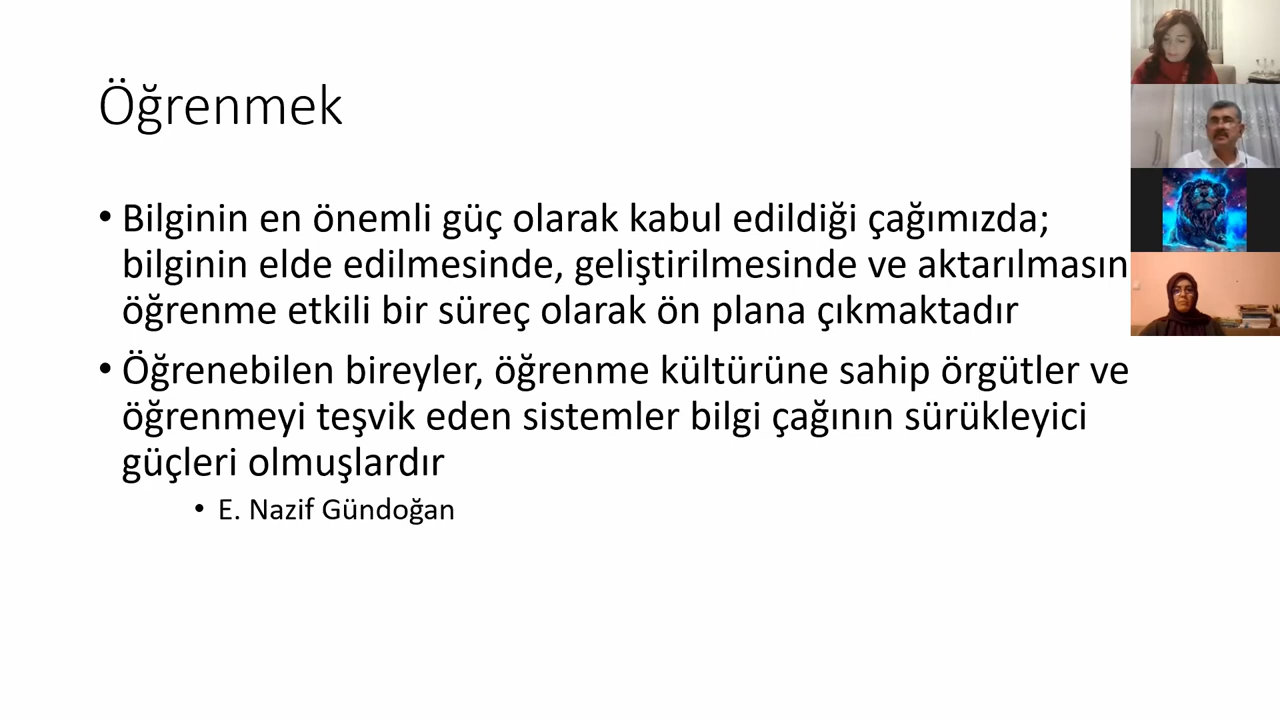 Öğrenmek
• Bilginin en önemli güç olarak kabul edildiği çağımızda;
bilginin elde edilmesinde, geliştirilmesinde ve aktarılmasın
öğrenme etkili bir süreç olarak ön plana çıkmaktadır
• Öğrenebilen bireyler, öğrenme kültürüne sahip örgütler ve
öğrenmeyi teşvik eden sistemler bilgi çağının sürükleyici
güçleri olmuşlardır
• E. Nazif Gündoğan